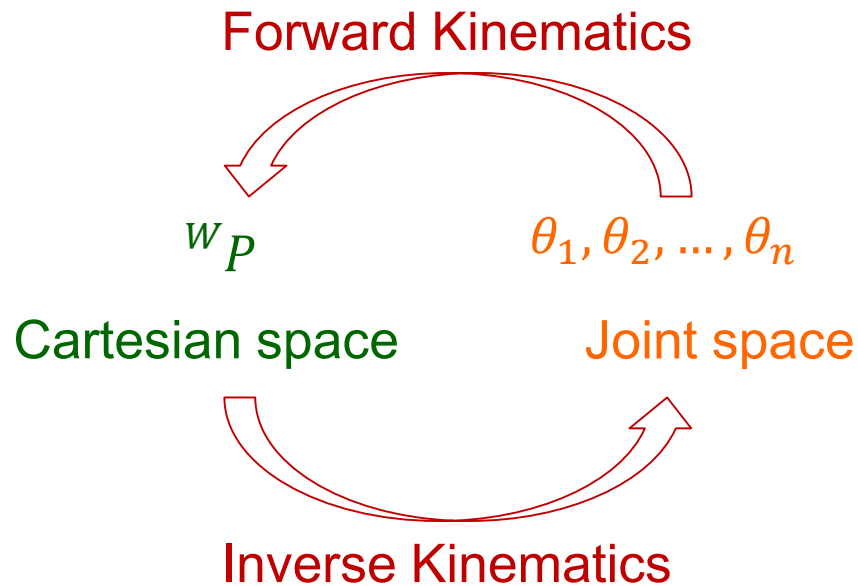 Forward Kinematics
ᵂP θ₁, θ₂, …, θₙ
Cartesian space Joint space
Inverse Kinematics